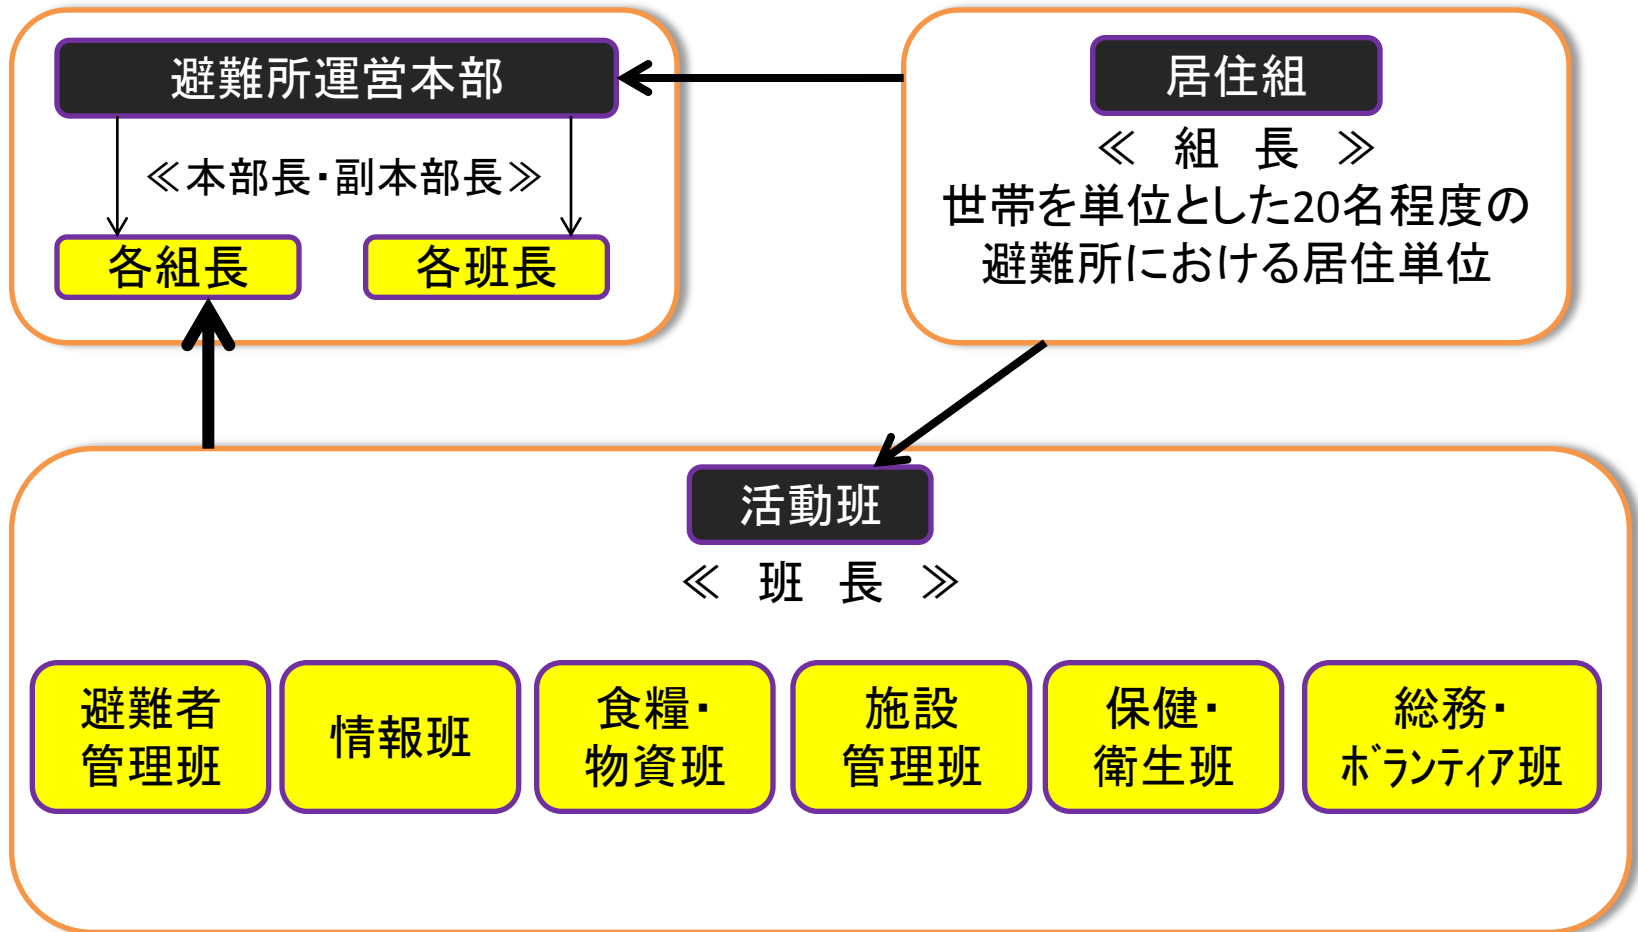 避難所運営本部
≪本部長・副本部長≫
各組長
各班長
居住組
≪ 組 長 ≫
世帯を単位とした20名程度の
避難所における居住単位
活動班
≪ 班 長 ≫
避難者
管理班
情報班
食糧・
物資班
施設
管理班
保健・
衛生班
総務・
ﾎﾞﾗﾝﾃｨｱ班